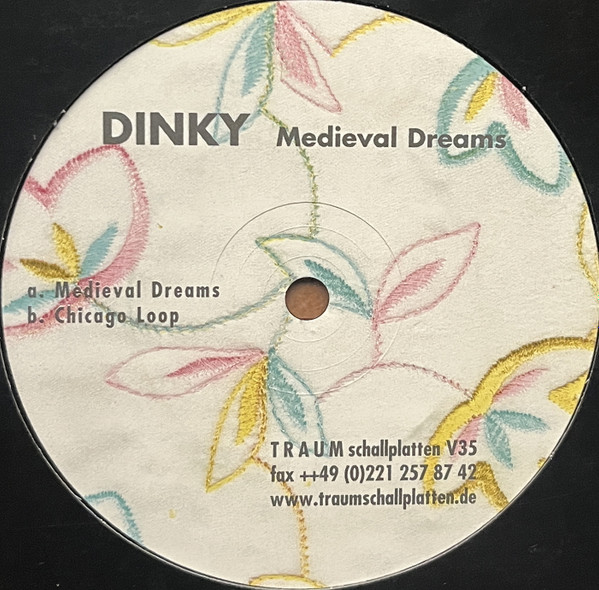 DINKY Medieval Dreams
a. Medieval Dreams
b. Chicago Loop
TRAUM schallplatten V35
fax ++49 (0)221 257 87 42
www.traumschallplatten.de